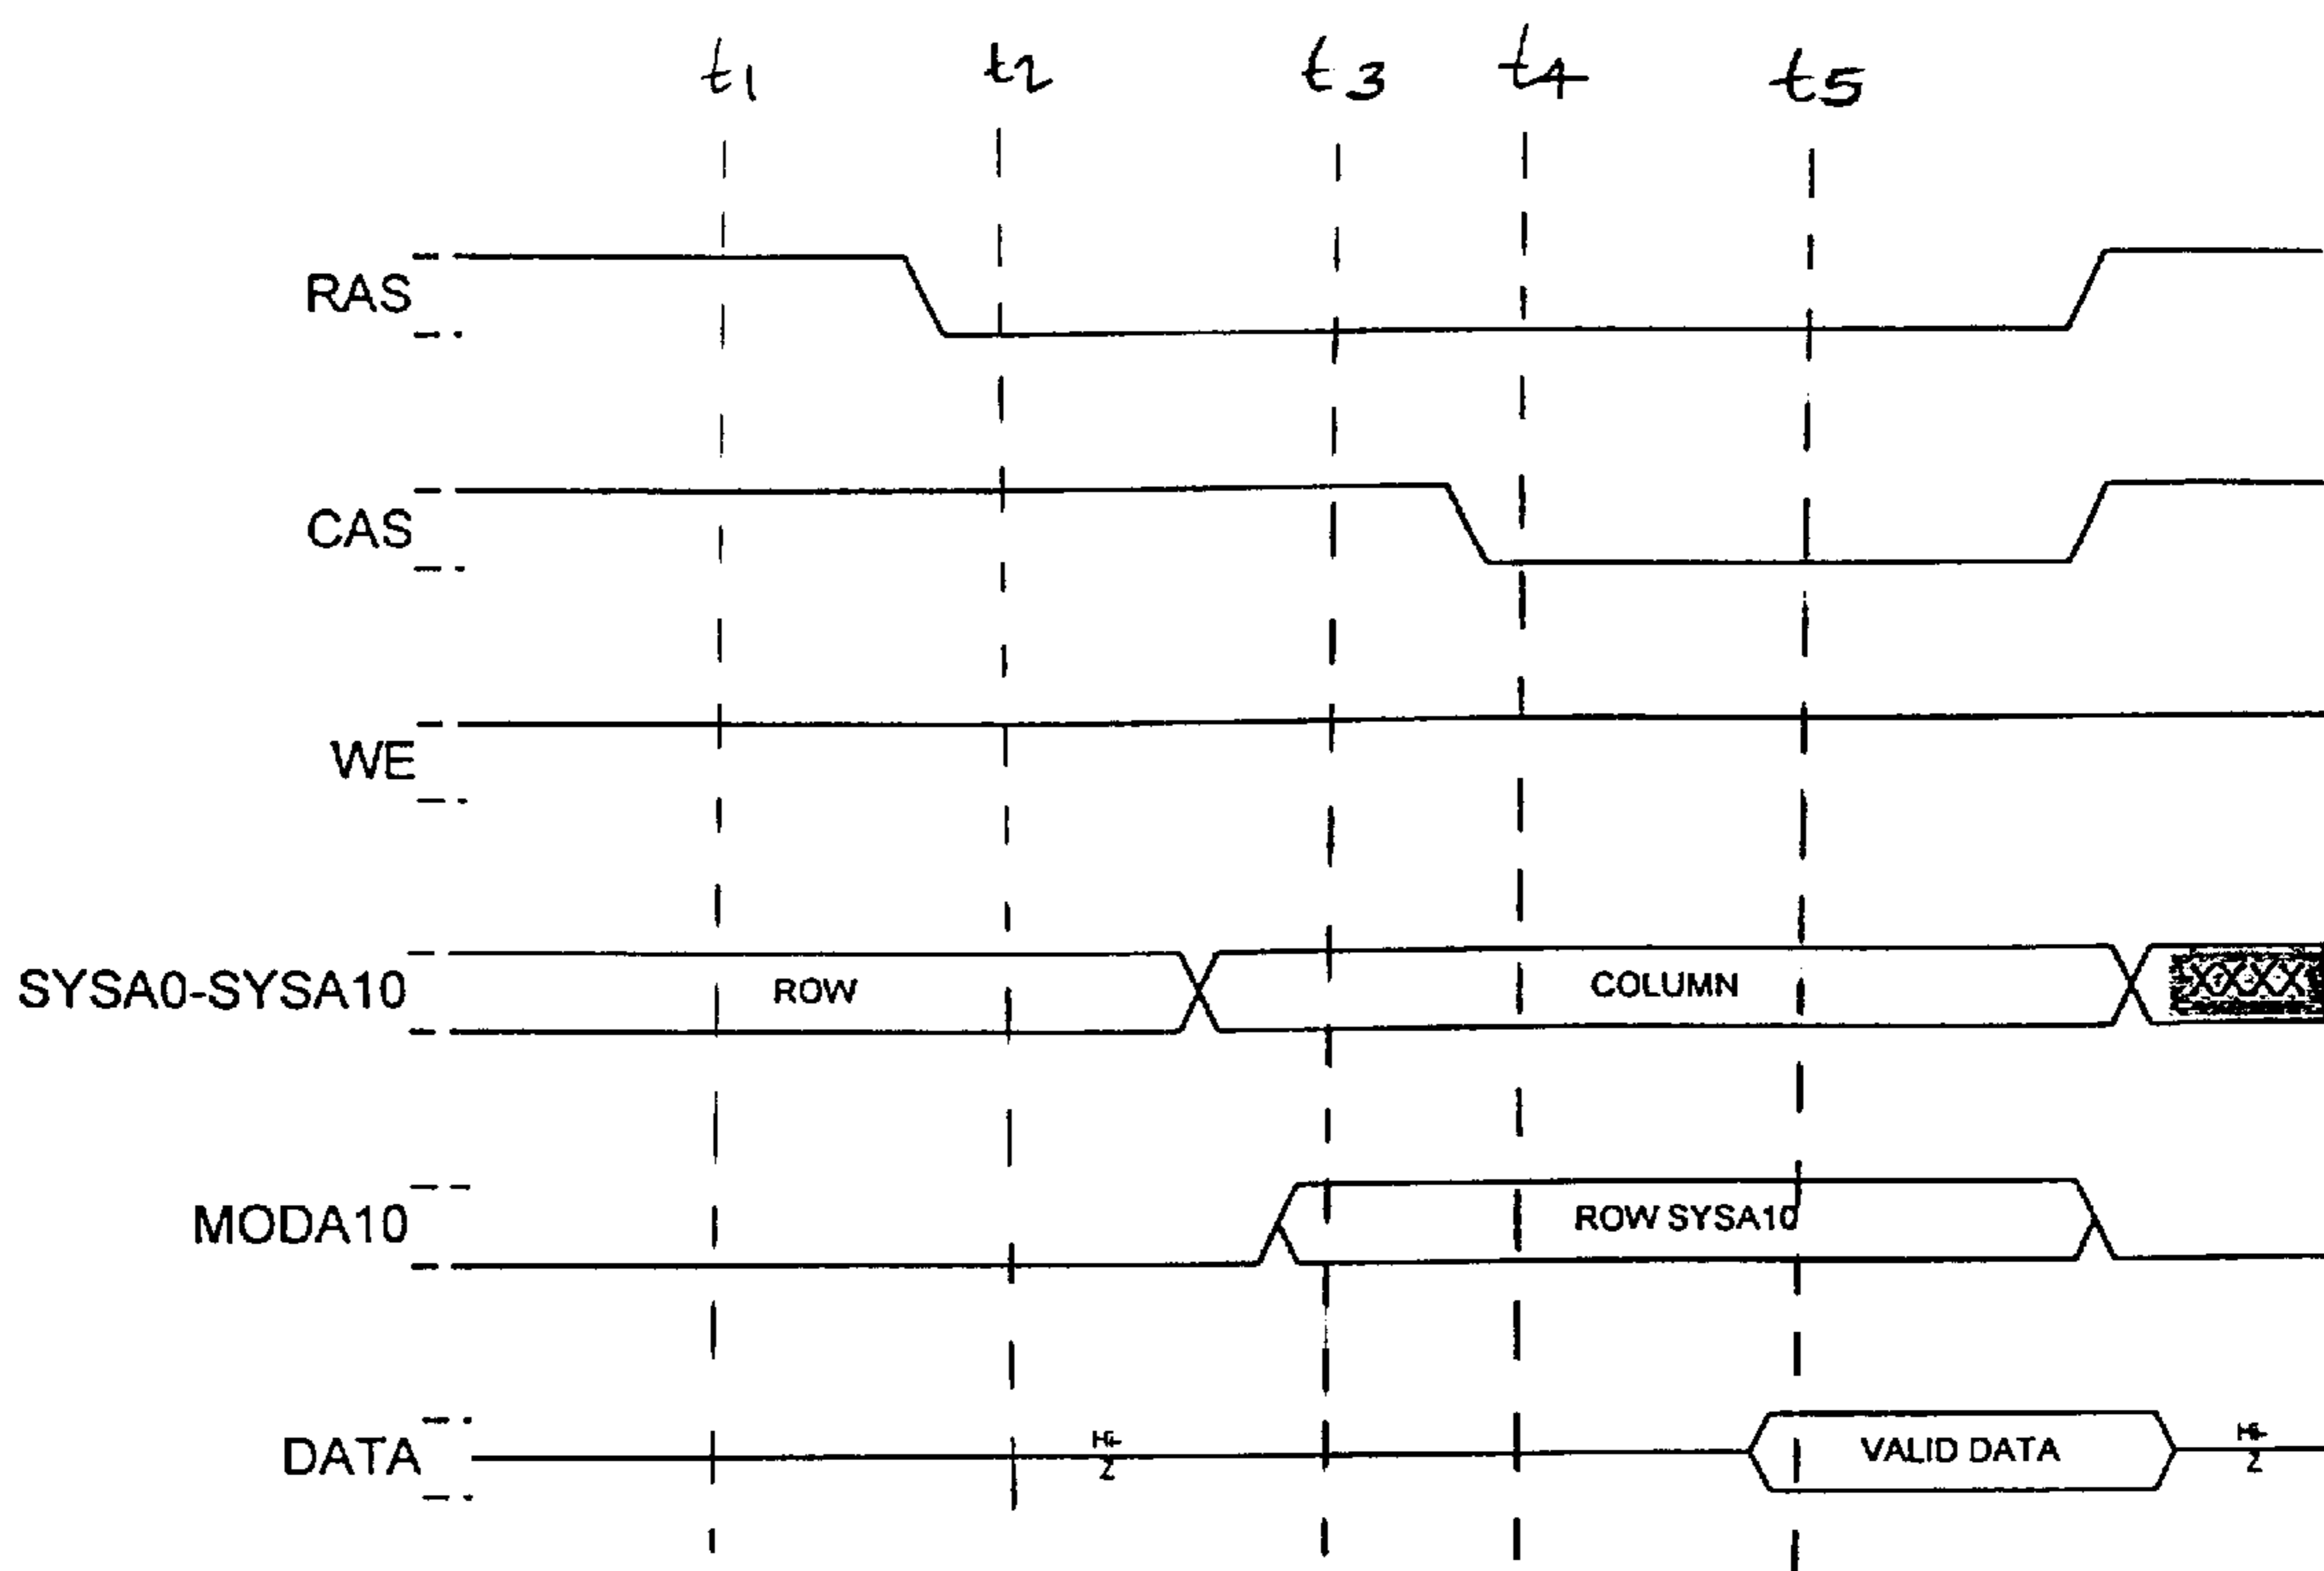 t1 t2 t3 t4 t5
RAS
CAS
WE
SYSA0-SYSA10 ROW COLUMN XXXX
MODA10 ROW SYSA10
DATA HI-Z VALID DATA HI-Z